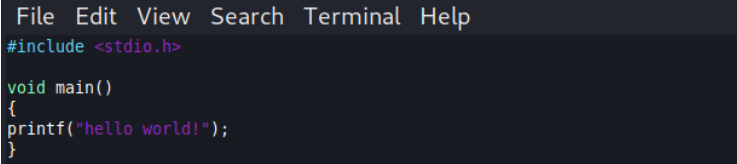 File Edit View Search Terminal Help
#include <stdio.h>
void main()
{
printf("hello world!");
}